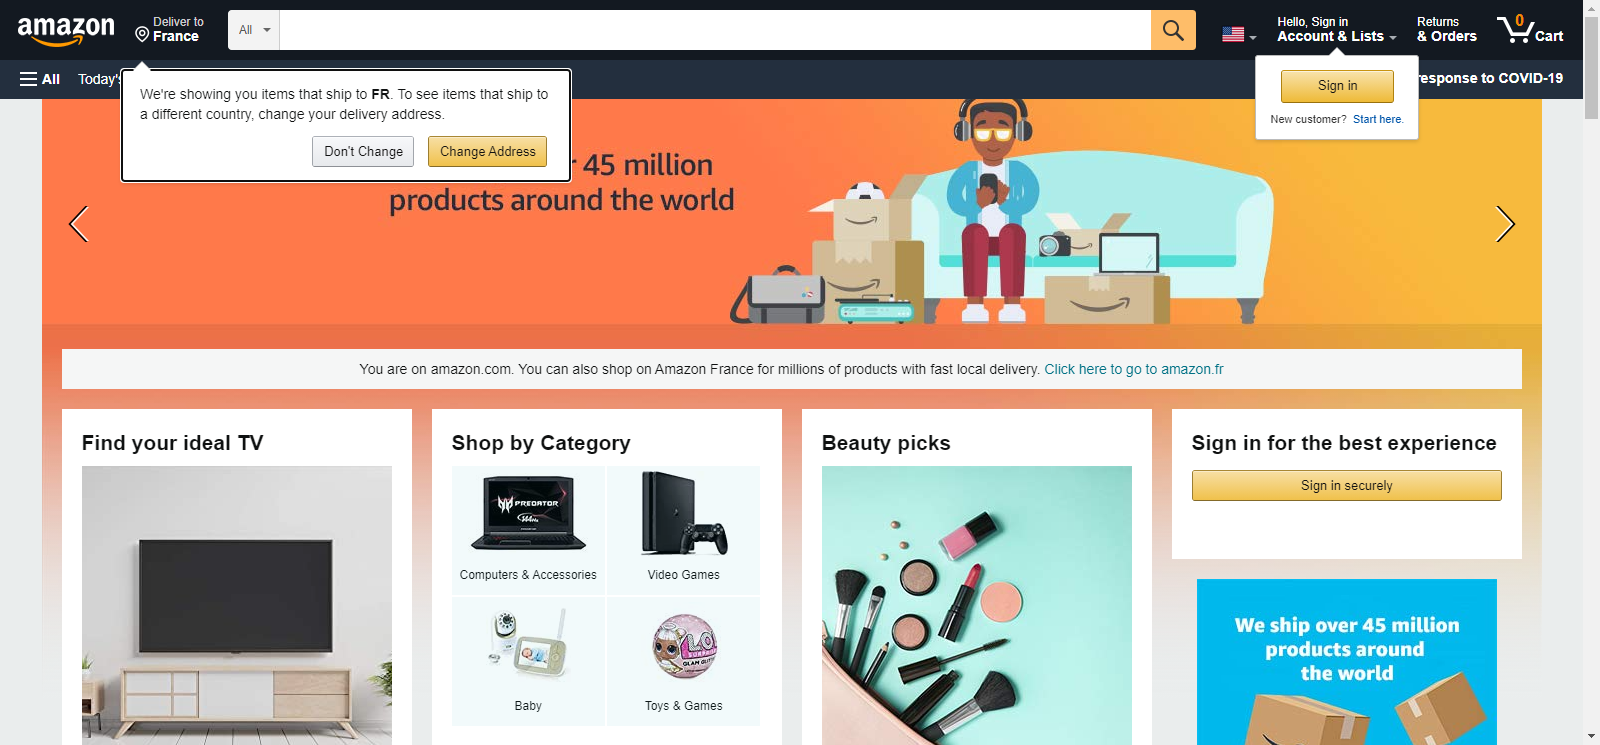 amazon
Deliver to
France
All
Hello, Sign in
Account & Lists
Returns
& Orders
0
Cart
All
Today's
response to COVID-19
We're showing you items that ship to FR. To see items that ship to
a different country, change your delivery address.
Don't Change
Change Address
Sign in
New customer? Start here.
45 million
products around the world
You are on amazon.com. You can also shop on Amazon France for millions of products with fast local delivery. Click here to go to amazon.fr
Find your ideal TV
Shop by Category
PREDATOR
Computers & Accessories
Video Games
Baby
L.O.L
SURPRISE
Toys & Games
Beauty picks
Sign in for the best experience
Sign in securely
We ship over 45 million
products around
the world